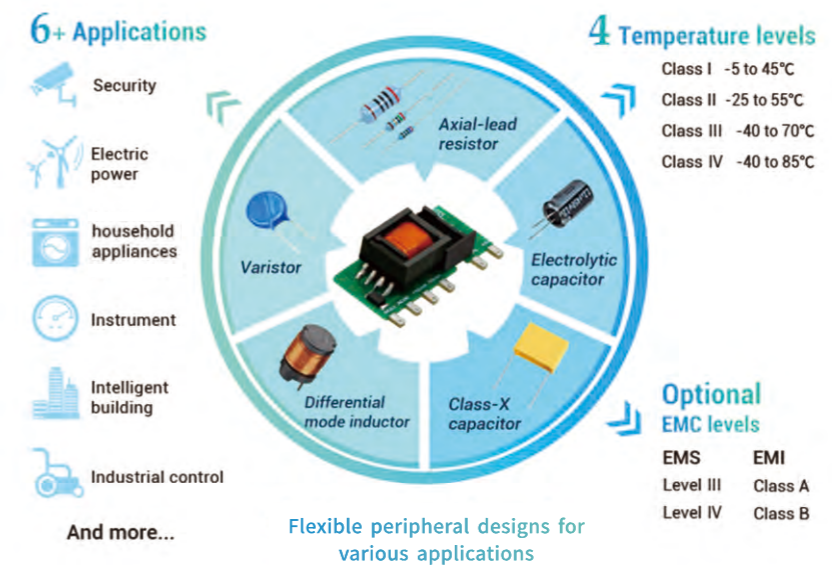 6+ Applications
Security
Electric
power
household
appliances
Instrument
Intelligent
building
Industrial control
And more...
Axial-lead
resistor
Varistor
Electrolytic
capacitor
Differential
mode inductor
Class-X
capacitor
Flexible peripheral designs for
various applications
4 Temperature levels
Class I -5 to 45℃
Class II -25 to 55℃
Class III -40 to 70℃
Class IV -40 to 85℃
Optional
EMC levels
EMS EMI
Level III Class A
Level IV Class B